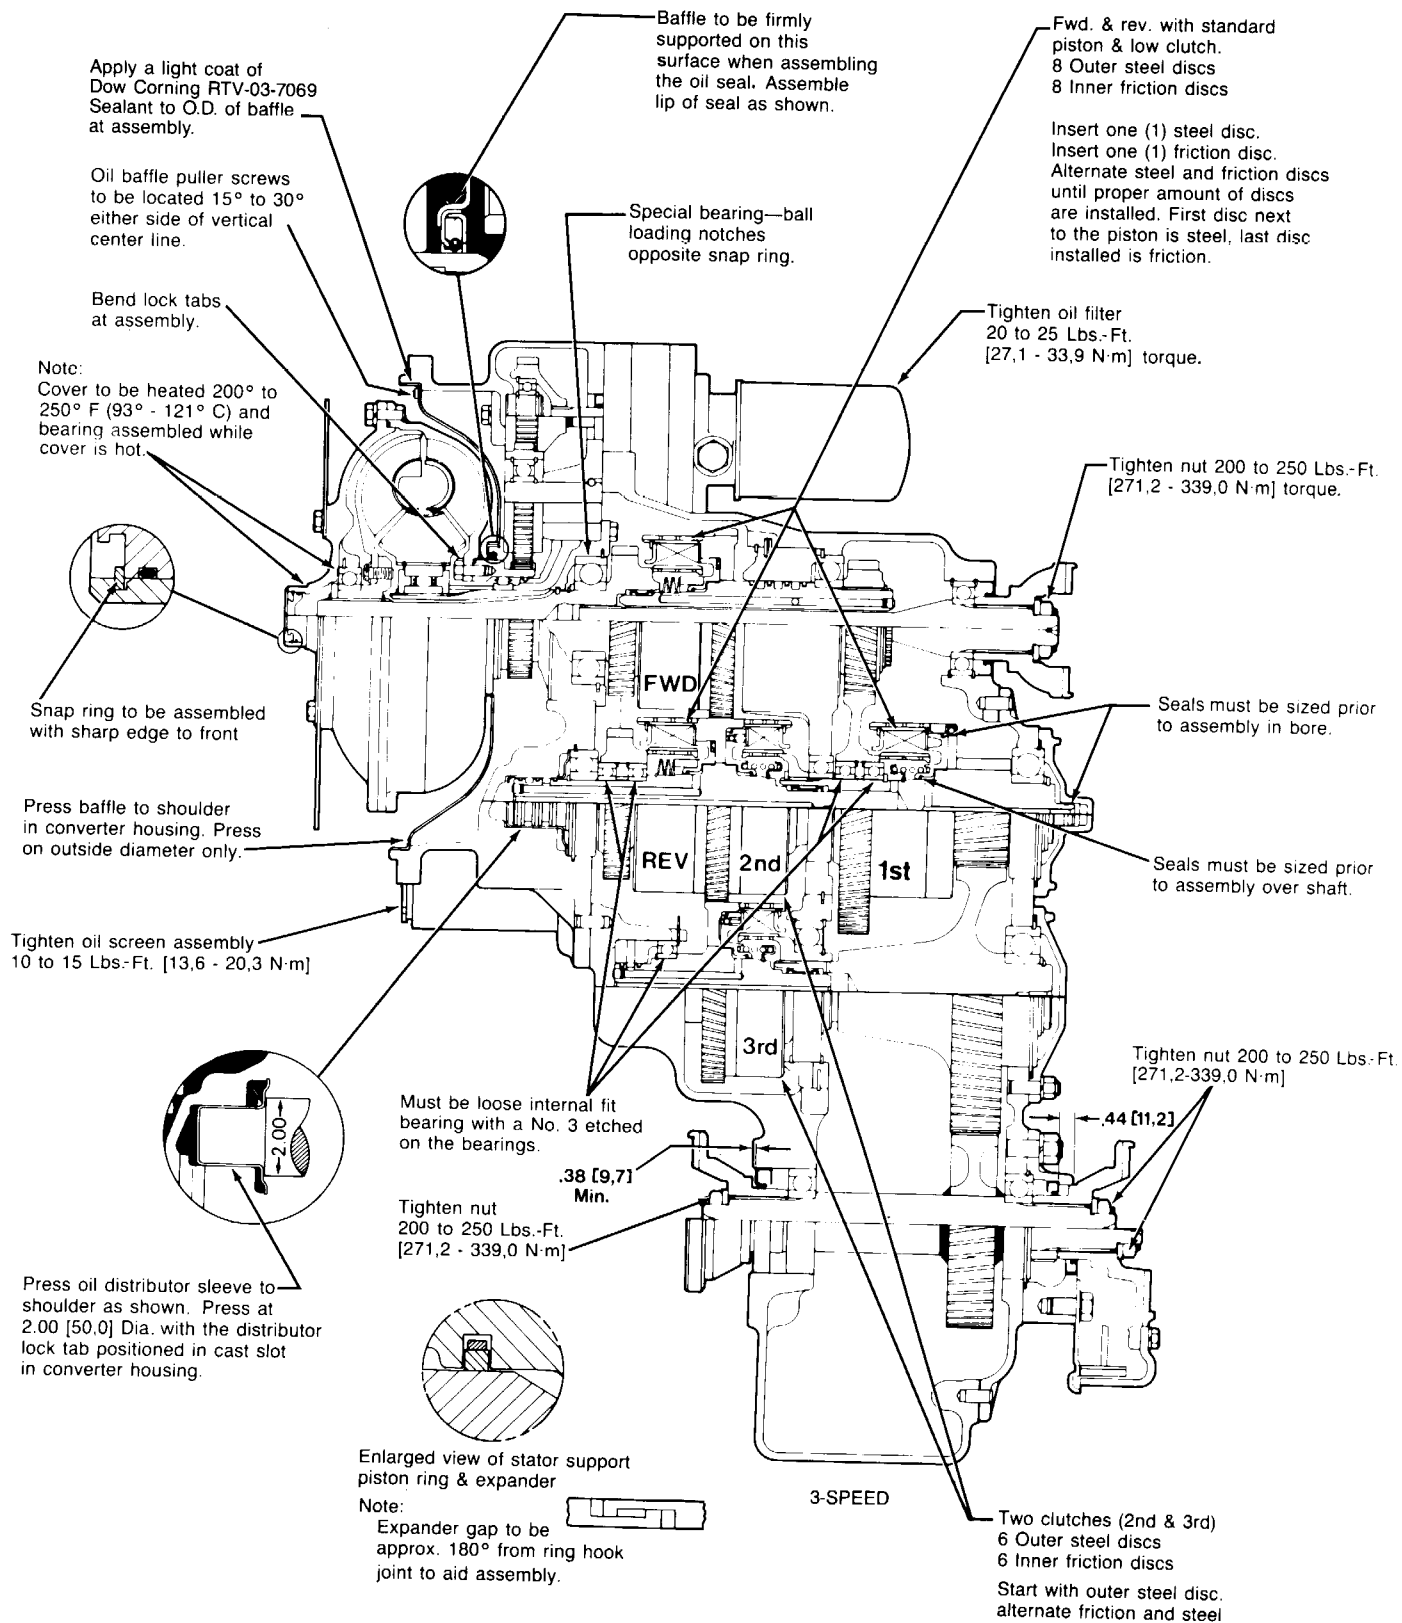 Baffle to be firmly
supported on this
surface when assembling
the oil seal. Assemble
lip of seal as shown.
Fwd. & rev. with standard
piston & low clutch.
8 Outer steel discs
8 Inner friction discs
Insert one (1) steel disc.
Insert one (1) friction disc.
Alternate steel and friction discs
until proper amount of discs
are installed. First disc next
to the piston is steel, last disc
installed is friction.
Apply a light coat of
Dow Corning RTV-03-7069
Sealant to O.D. of baffle
at assembly.
Oil baffle puller screws
to be located 15° to 30°
either side of vertical
center line.
Special bearing—ball
loading notches
opposite snap ring.
Bend lock tabs
at assembly.
Tighten oil filter
20 to 25 Lbs.-Ft.
[27,1 - 33,9 N·m] torque.
Note:
Cover to be heated 200° to
250° F (93° - 121° C) and
bearing assembled while
cover is hot.
Tighten nut 200 to 250 Lbs.-Ft.
[271,2 - 339,0 N·m] torque.
FWD
Snap ring to be assembled
with sharp edge to front
Seals must be sized prior
to assembly in bore.
Press baffle to shoulder
in converter housing. Press
on outside diameter only.
REV
2nd
1st
Seals must be sized prior
to assembly over shaft.
Tighten oil screen assembly
10 to 15 Lbs.-Ft. [13,6 - 20,3 N·m]
3rd
Tighten nut 200 to 250 Lbs.-Ft.
[271,2-339,0 N·m]
Must be loose internal fit
bearing with a No. 3 etched
on the bearings.
.44 [11,2]
2.00
.38 [9,7]
Min.
Tighten nut
200 to 250 Lbs.-Ft.
[271,2 - 339,0 N·m]
Press oil distributor sleeve to
shoulder as shown. Press at
2.00 [50,0] Dia. with the distributor
lock tab positioned in cast slot
in converter housing.
Enlarged view of stator support
piston ring & expander
Note:
Expander gap to be
approx. 180° from ring hook
joint to aid assembly.
3-SPEED
Two clutches (2nd & 3rd)
6 Outer steel discs
6 Inner friction discs
Start with outer steel disc.
alternate friction and steel